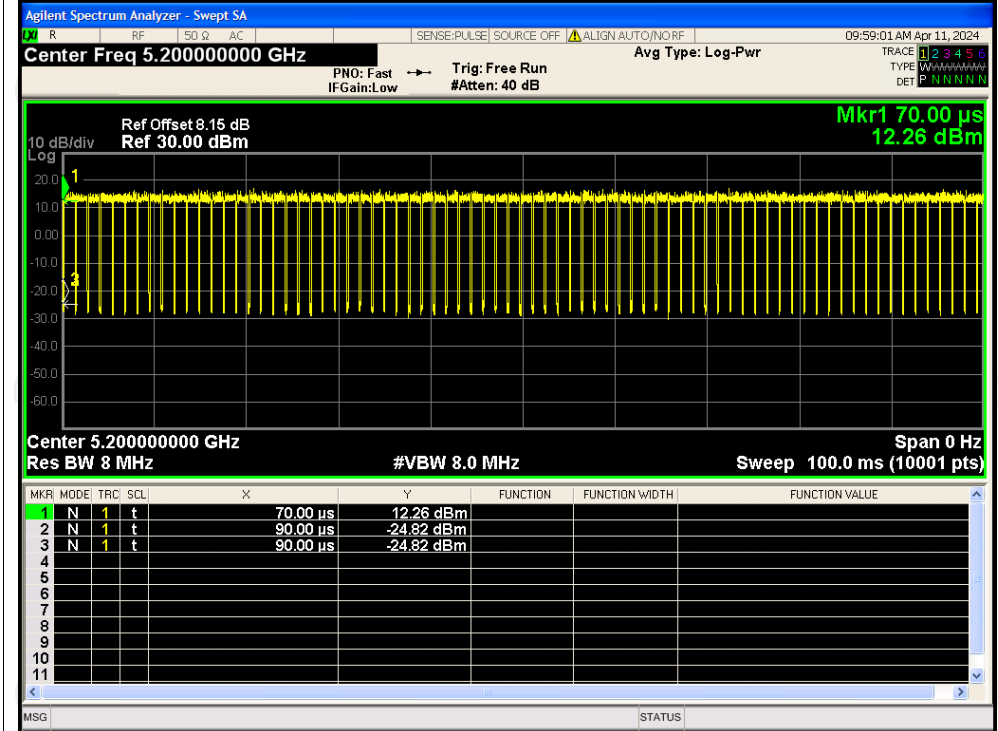 Agilent Spectrum Analyzer - Swept SA
LXI R RF 50 Ω AC SENSE:PULSE SOURCE OFF ALIGN AUTO/NO RF 09:59:01 AM Apr 11, 2024
Center Freq 5.200000000 GHz Avg Type: Log-Pwr TRACE 1 2 3 4 5 6
PNO: Fast Trig: Free Run TYPE WWWWWW
IFGain:Low #Atten: 40 dB DET P N N N N N
Mkr1 70.00 µs
Ref Offset 8.15 dB
10 dB/div Ref 30.00 dBm 12.26 dBm
Log
1
20.0
10.0
0.00
-10.0
3
-20.0
-30.0
-40.0
-50.0
-60.0
Center 5.200000000 GHz Span 0 Hz
Res BW 8 MHz #VBW 8.0 MHz Sweep 100.0 ms (10001 pts)
MKR MODE TRC SCL X Y FUNCTION FUNCTION WIDTH FUNCTION VALUE
1 N 1 t 70.00 µs 12.26 dBm
2 N 1 t 90.00 µs -24.82 dBm
3 N 1 t 90.00 µs -24.82 dBm
4
5
6
7
8
9
10
11
MSG STATUS